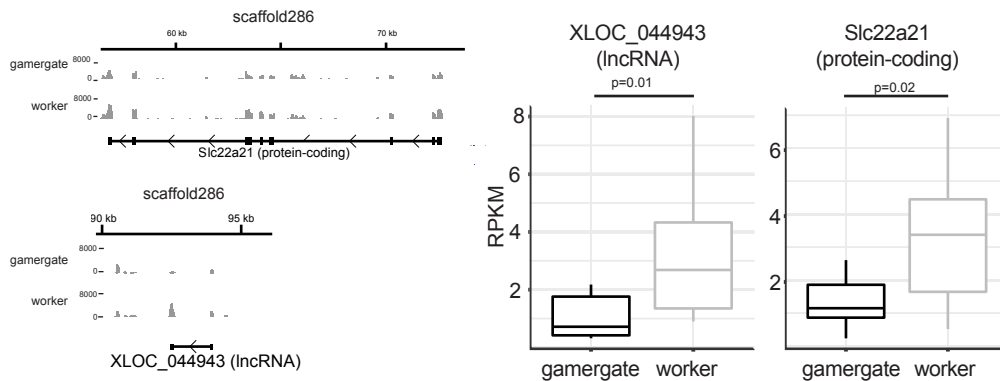 scaffold286
60 kb
70 kb
gamergate
8000
0
worker
8000
0
Slc22a21 (protein-coding)
scaffold286
90 kb
95 kb
gamergate
8000
0
worker
8000
0
XLOC_044943 (lncRNA)
XLOC_044943
(lncRNA)
p=0.01
RPKM
8
6
4
2
gamergate
worker
Slc22a21
(protein-coding)
p=0.02
6
4
2
gamergate
worker